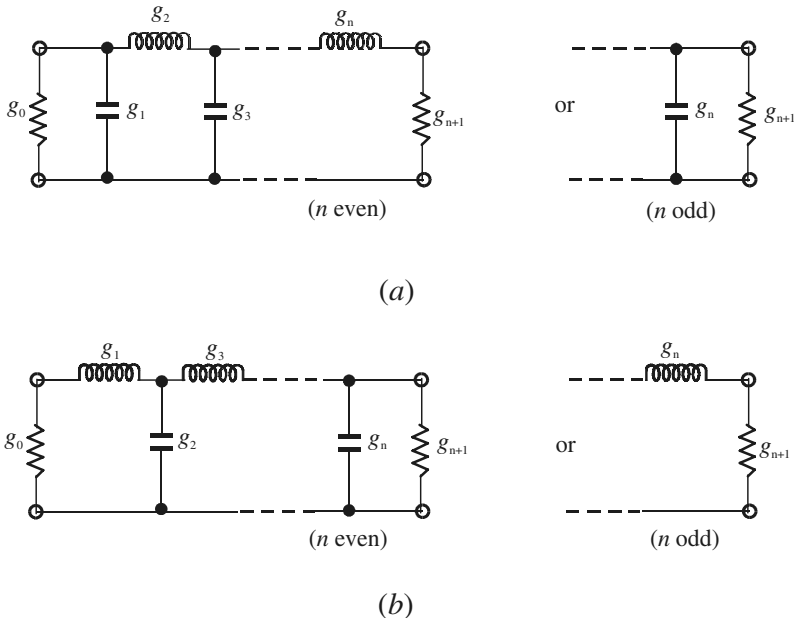 g₂ gₙ
g₀ g₁ g₃ gₙ₊₁ or gₙ gₙ₊₁
(n even) (n odd)
(a)
g₁ g₃ gₙ
g₀ g₂ gₙ gₙ₊₁ or gₙ₊₁
(n even) (n odd)
(b)